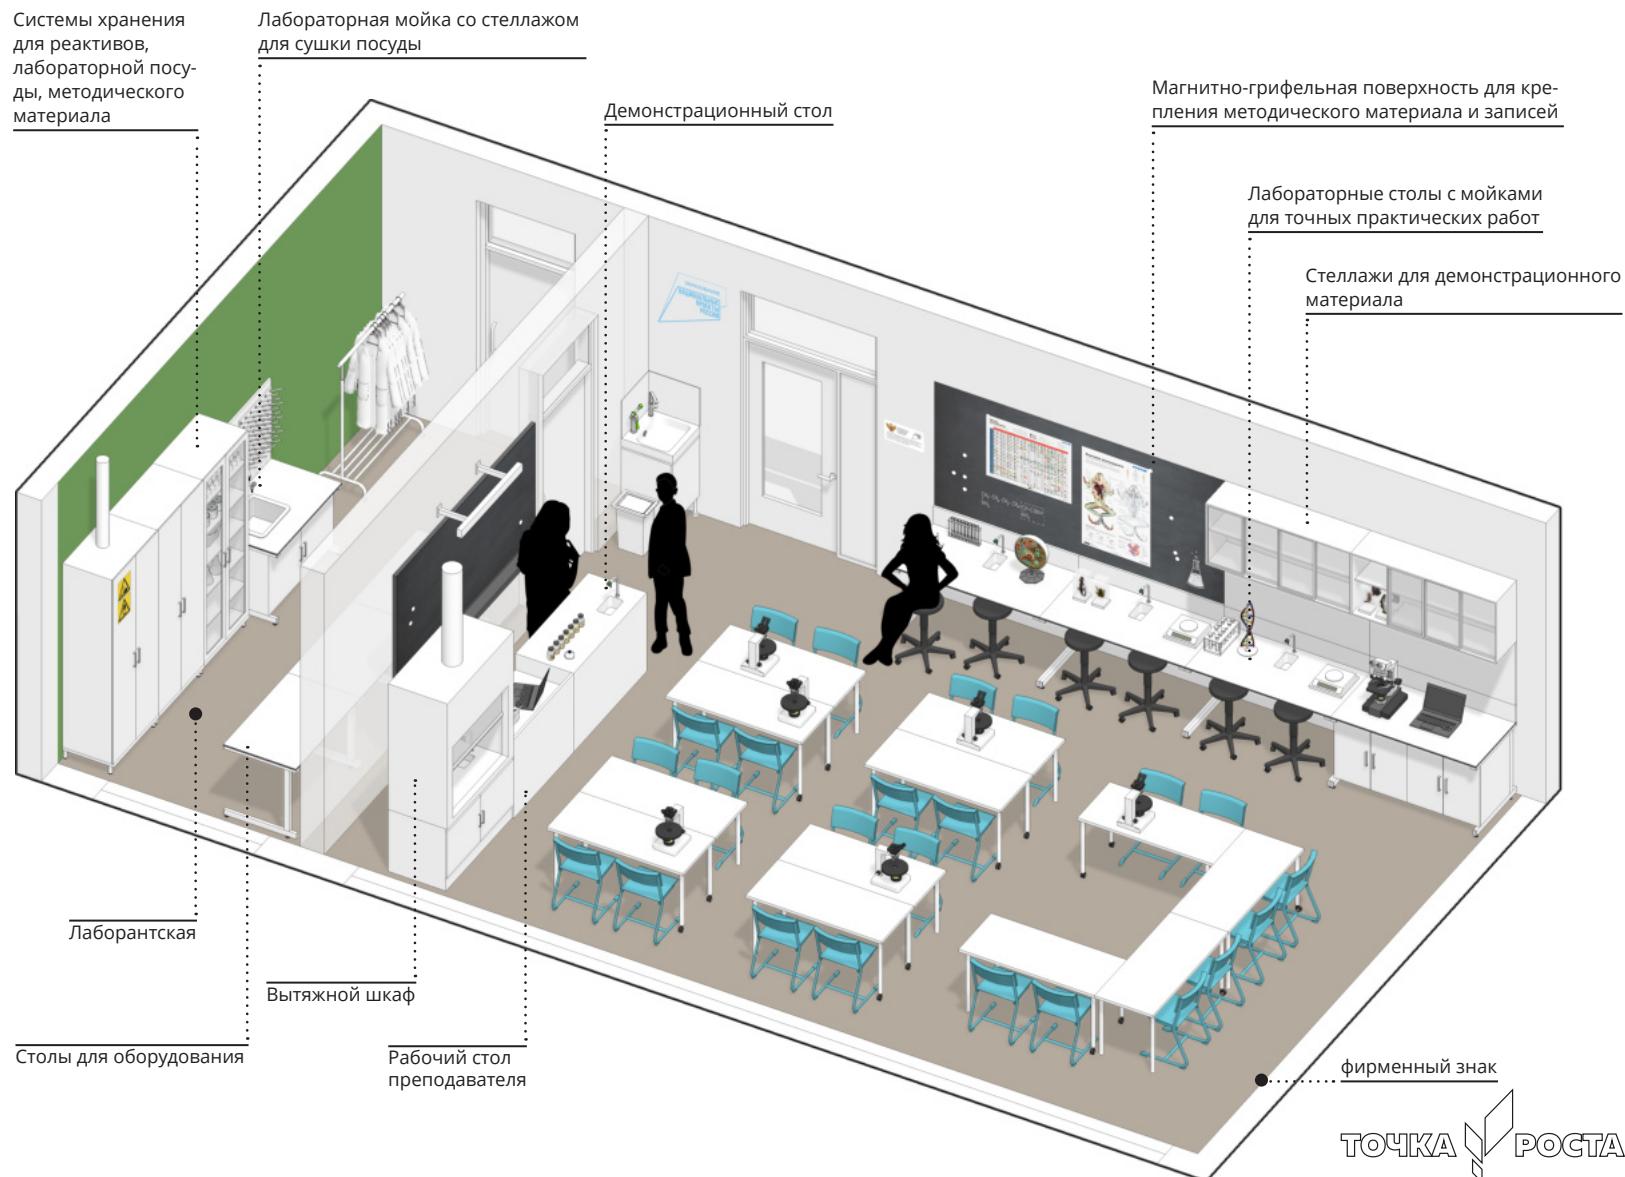 Системы хранения
для реактивов,
лабораторной посу-
ды, методического
материала
Лабораторная мойка со стеллажом
для сушки посуды
Демонстрационный стол
Магнитно-грифельная поверхность для кре-
пления методического материала и записей
Лабораторные столы с мойками
для точных практических работ
Стеллажи для демонстрационного
материала
Лаборантская
Вытяжной шкаф
Столы для оборудования
Рабочий стол
преподавателя
фирменный знак
ТОЧКА РОСТА